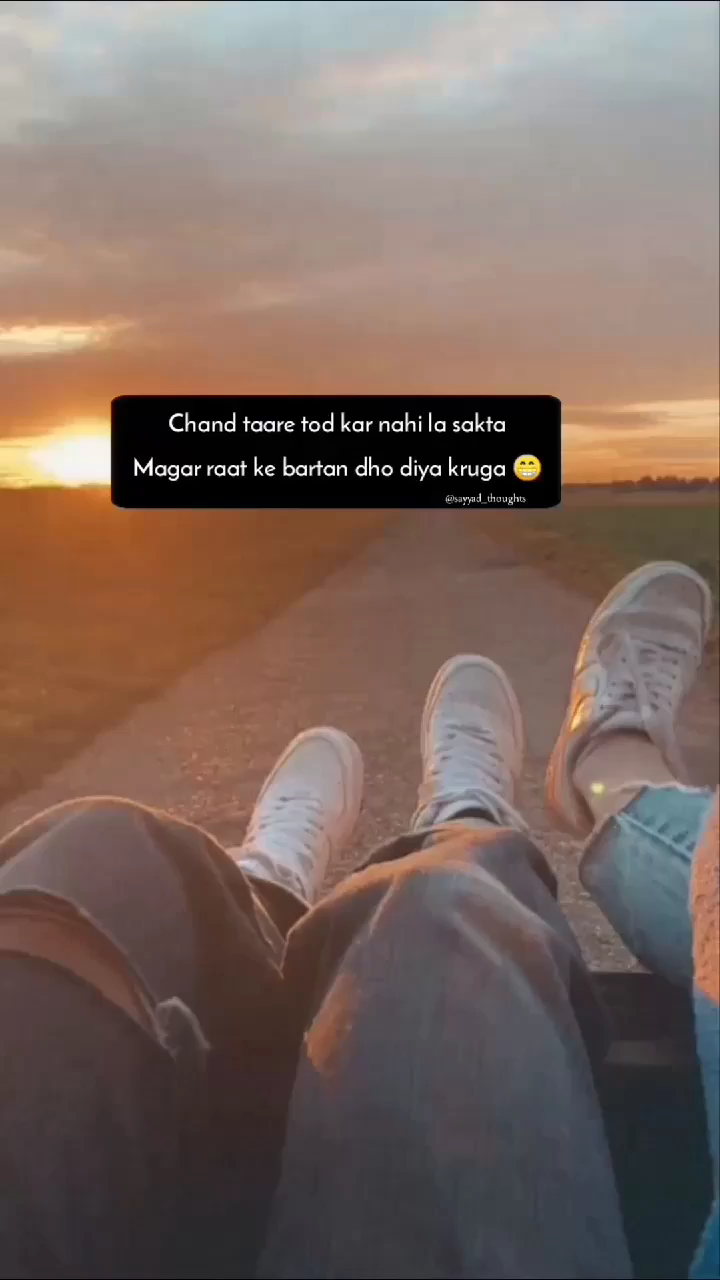 Chand taare tod kar nahi la sakta
Magar raat ke bartan dho diya kruga 😁
@sayyad_thoughts